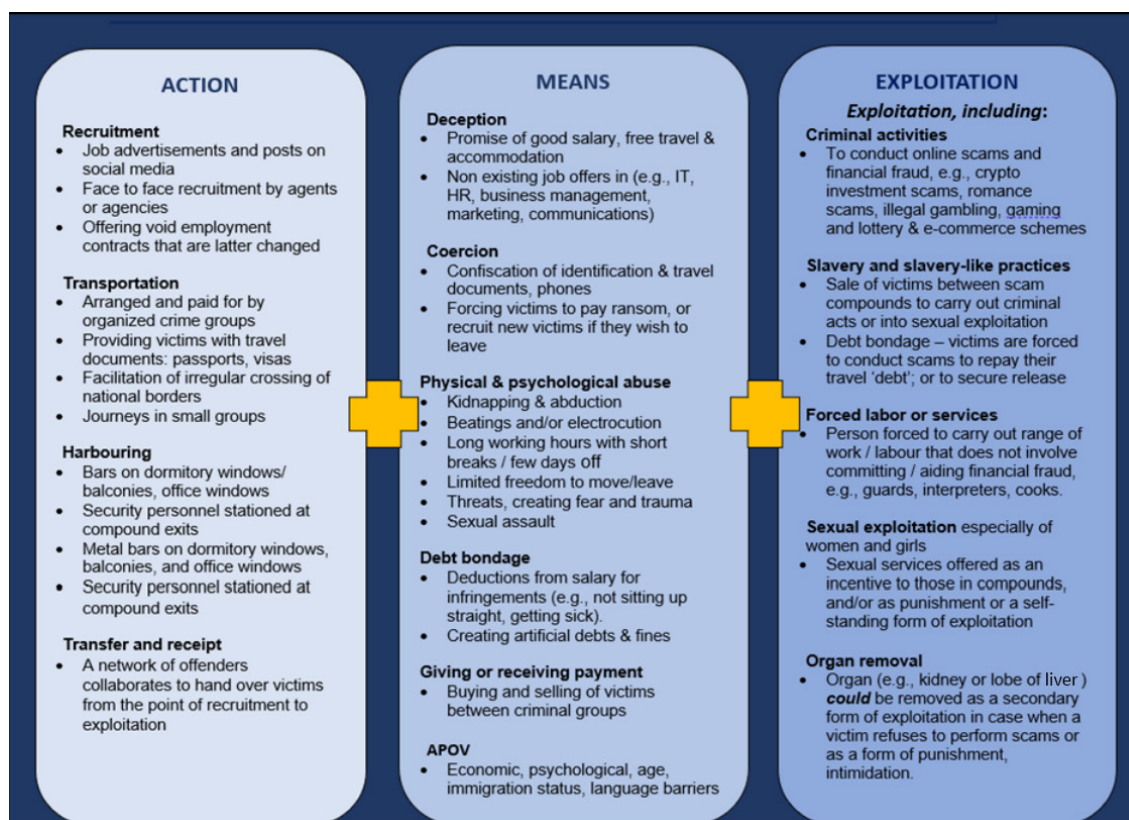 ACTION
Recruitment
• Job advertisements and posts on
social media
• Face to face recruitment by agents
or agencies
• Offering void employment
contracts that are latter changed
Transportation
• Arranged and paid for by
organized crime groups
• Providing victims with travel
documents: passports, visas
• Facilitation of irregular crossing of
national borders
• Journeys in small groups
Harbouring
• Bars on dormitory windows/
balconies, office windows
• Security personnel stationed at
compound exits
• Metal bars on dormitory windows,
balconies, and office windows
• Security personnel stationed at
compound exits
Transfer and receipt
• A network of offenders
collaborates to hand over victims
from the point of recruitment to
exploitation
MEANS
Deception
• Promise of good salary, free travel &
accommodation
• Non existing job offers in (e.g., IT,
HR, business management,
marketing, communications)
Coercion
• Confiscation of identification & travel
documents, phones
• Forcing victims to pay ransom, or
recruit new victims if they wish to
leave
Physical & psychological abuse
• Kidnapping & abduction
• Beatings and/or electrocution
• Long working hours with short
breaks / few days off
• Limited freedom to move/leave
• Threats, creating fear and trauma
• Sexual assault
Debt bondage
• Deductions from salary for
infringements (e.g., not sitting up
straight, getting sick).
• Creating artificial debts & fines
Giving or receiving payment
• Buying and selling of victims
between criminal groups
APOV
• Economic, psychological, age,
immigration status, language barriers
EXPLOITATION
Exploitation, including:
Criminal activities
• To conduct online scams and
financial fraud, e.g., crypto
investment scams, romance
scams, illegal gambling, gaming
and lottery & e-commerce schemes
Slavery and slavery-like practices
• Sale of victims between scam
compounds to carry out criminal
acts or into sexual exploitation
• Debt bondage – victims are forced
to conduct scams to repay their
travel ‘debt’; or to secure release
Forced labor or services
• Person forced to carry out range of
work / labour that does not involve
committing / aiding financial fraud,
e.g., guards, interpreters, cooks.
Sexual exploitation especially of
women and girls
• Sexual services offered as an
incentive to those in compounds,
and/or as punishment or a self-
standing form of exploitation
Organ removal
• Organ (e.g., kidney or lobe of liver )
could be removed as a secondary
form of exploitation in case when a
victim refuses to perform scams or
as a form of punishment,
intimidation.